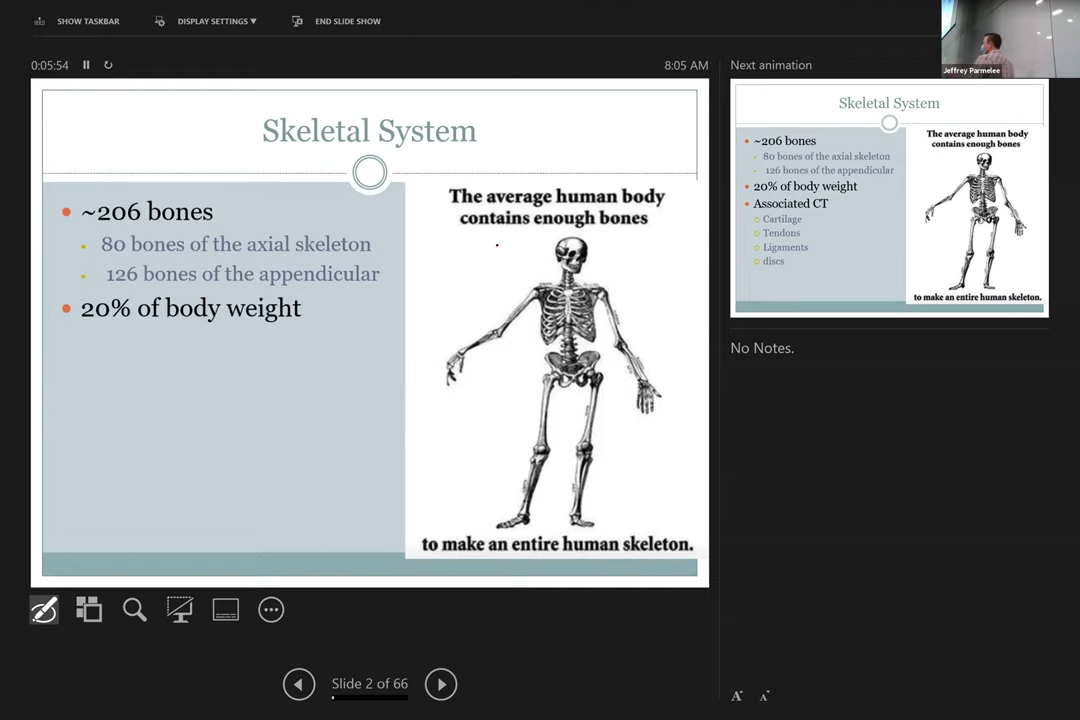 SHOW TASKBAR
DISPLAY SETTINGS ▼
END SLIDE SHOW
Jeffrey Parmelee
0:05:54
8:05 AM
Next animation
Skeletal System
~206 bones
80 bones of the axial skeleton
126 bones of the appendicular
20% of body weight
The average human body
contains enough bones
to make an entire human skeleton.
Skeletal System
~206 bones
80 bones of the axial skeleton
126 bones of the appendicular
20% of body weight
Associated CT
Cartilage
Tendons
Ligaments
discs
The average human body
contains enough bones
to make an entire human skeleton.
No Notes.
Slide 2 of 66
A A